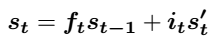 $s_t = f_t s_{t-1} + i_t s'_t$